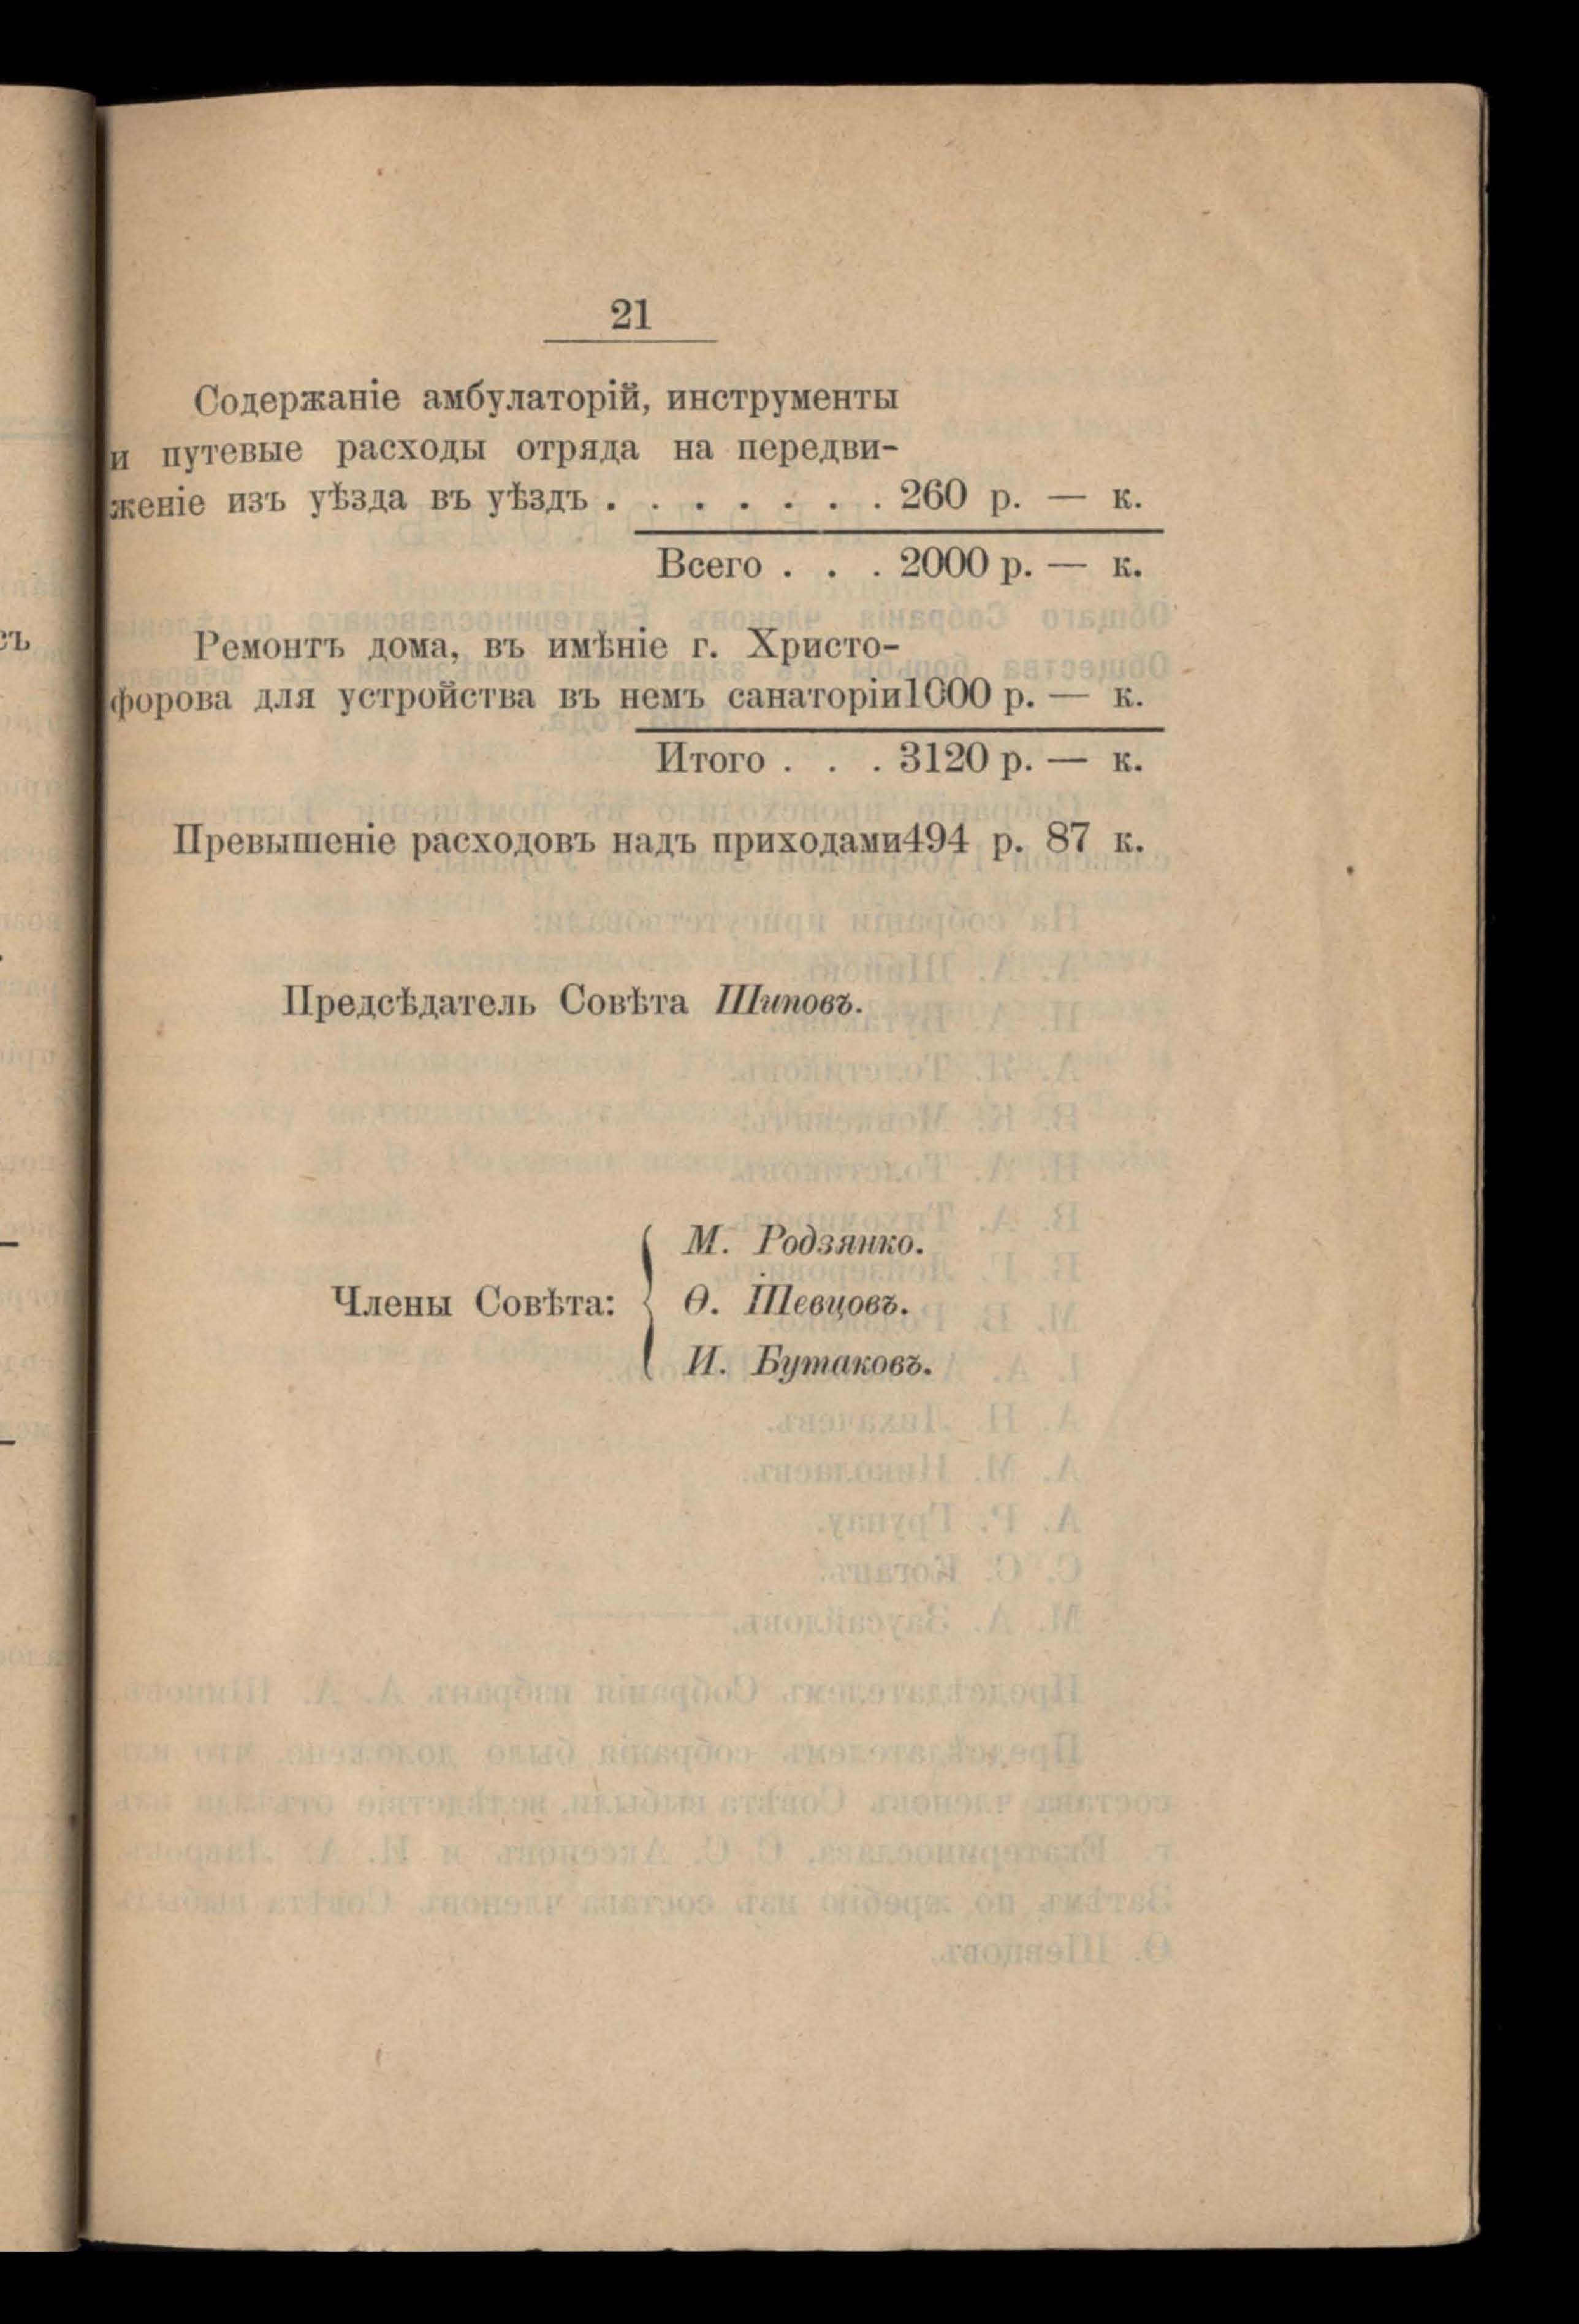 21
Содержаніе амбулаторій, инструменты
и путевые расходы отряда на передви-
женіе изъ уѣзда въ уѣздъ . . . . . . . 260 р. — к.
Всего . . . 2000 р. — к.
Ремонтъ дома, въ имѣніе г. Христо-
форова для устройства въ немъ санаторіи1000 р. — к.
Итого . . . 3120 р. — к.
Превышеніе расходовъ надъ приходами494 р. 87 к.
Предсѣдатель Совѣта Шиповъ.
М. Родзянко.
Члены Совѣта: Ѳ. Шевцовъ.
И. Бутаковъ.